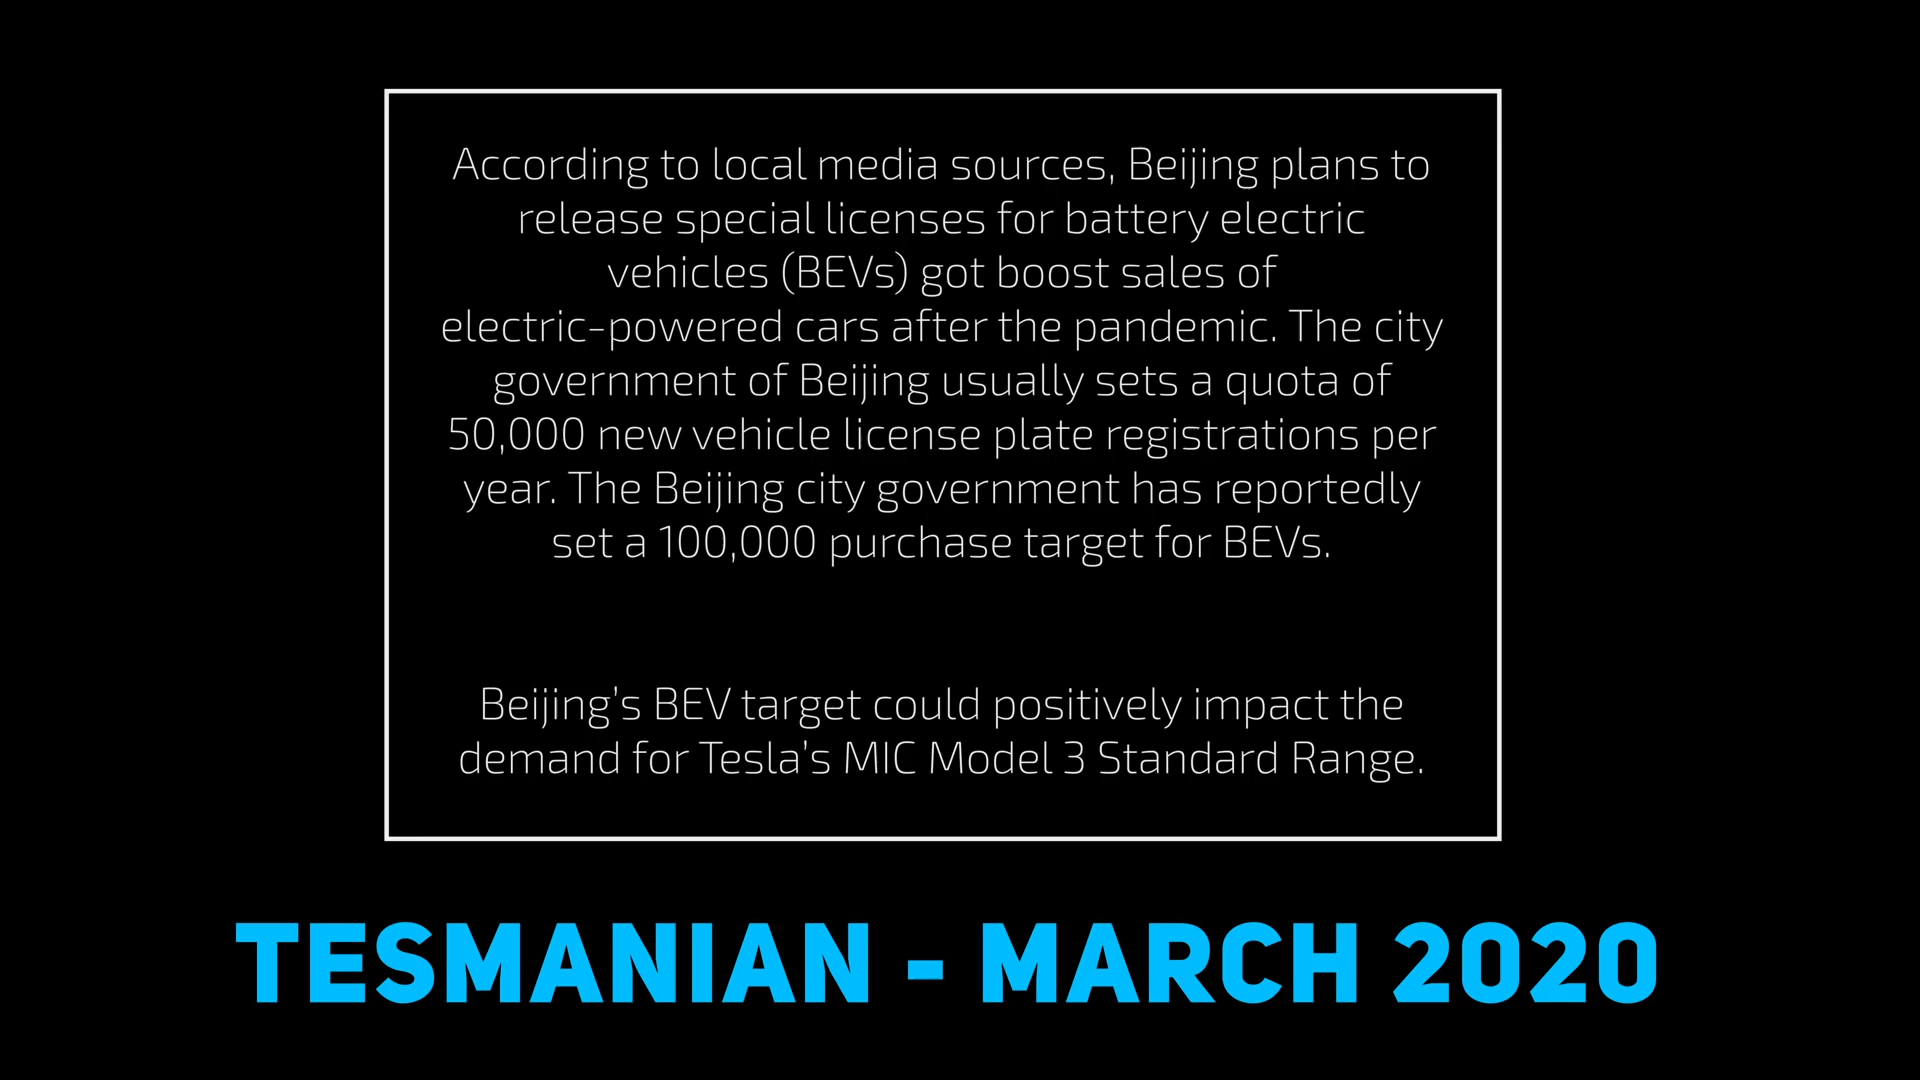 According to local media sources, Beijing plans to
release special licenses for battery electric
vehicles (BEVs) got boost sales of
electric-powered cars after the pandemic. The city
government of Beijing usually sets a quota of
50,000 new vehicle license plate registrations per
year. The Beijing city government has reportedly
set a 100,000 purchase target for BEVs.
Beijing’s BEV target could positively impact the
demand for Tesla’s MIC Model 3 Standard Range.
TESMANIAN - MARCH 2020